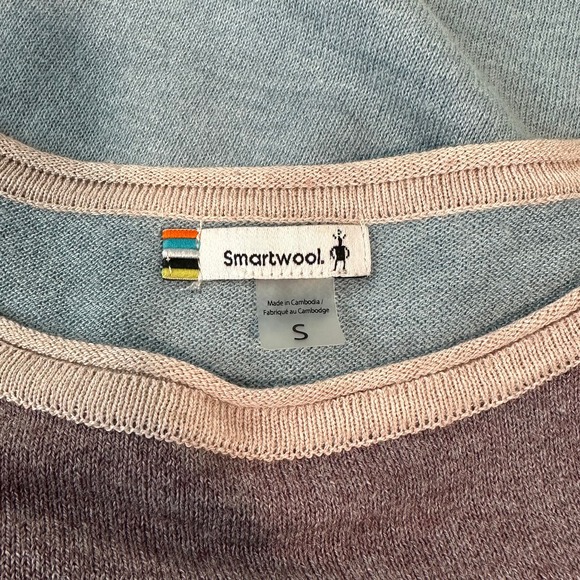 Smartwool.
Made in Cambodia /
Fabriqué au Cambodge
S